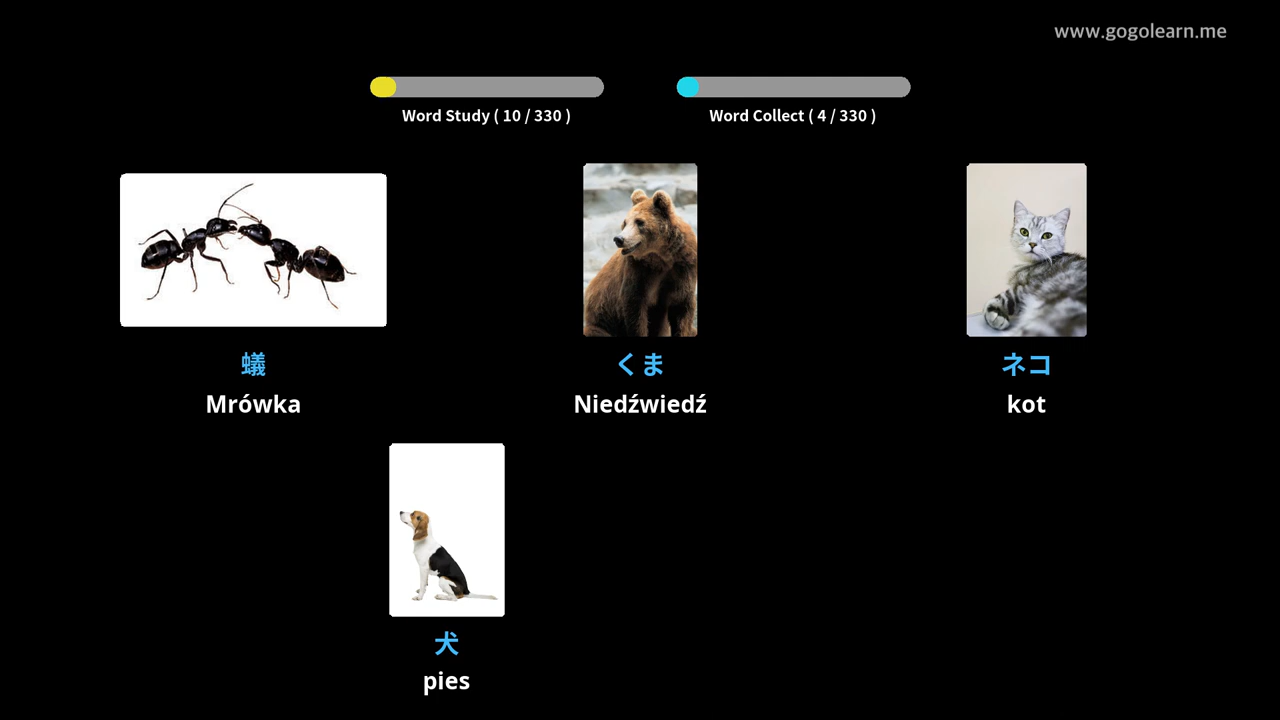 www.gogolearn.me
Word Study ( 10 / 330 )
Word Collect ( 4 / 330 )
蟻
Mrówka
くま
Niedźwiedź
ネコ
kot
犬
pies